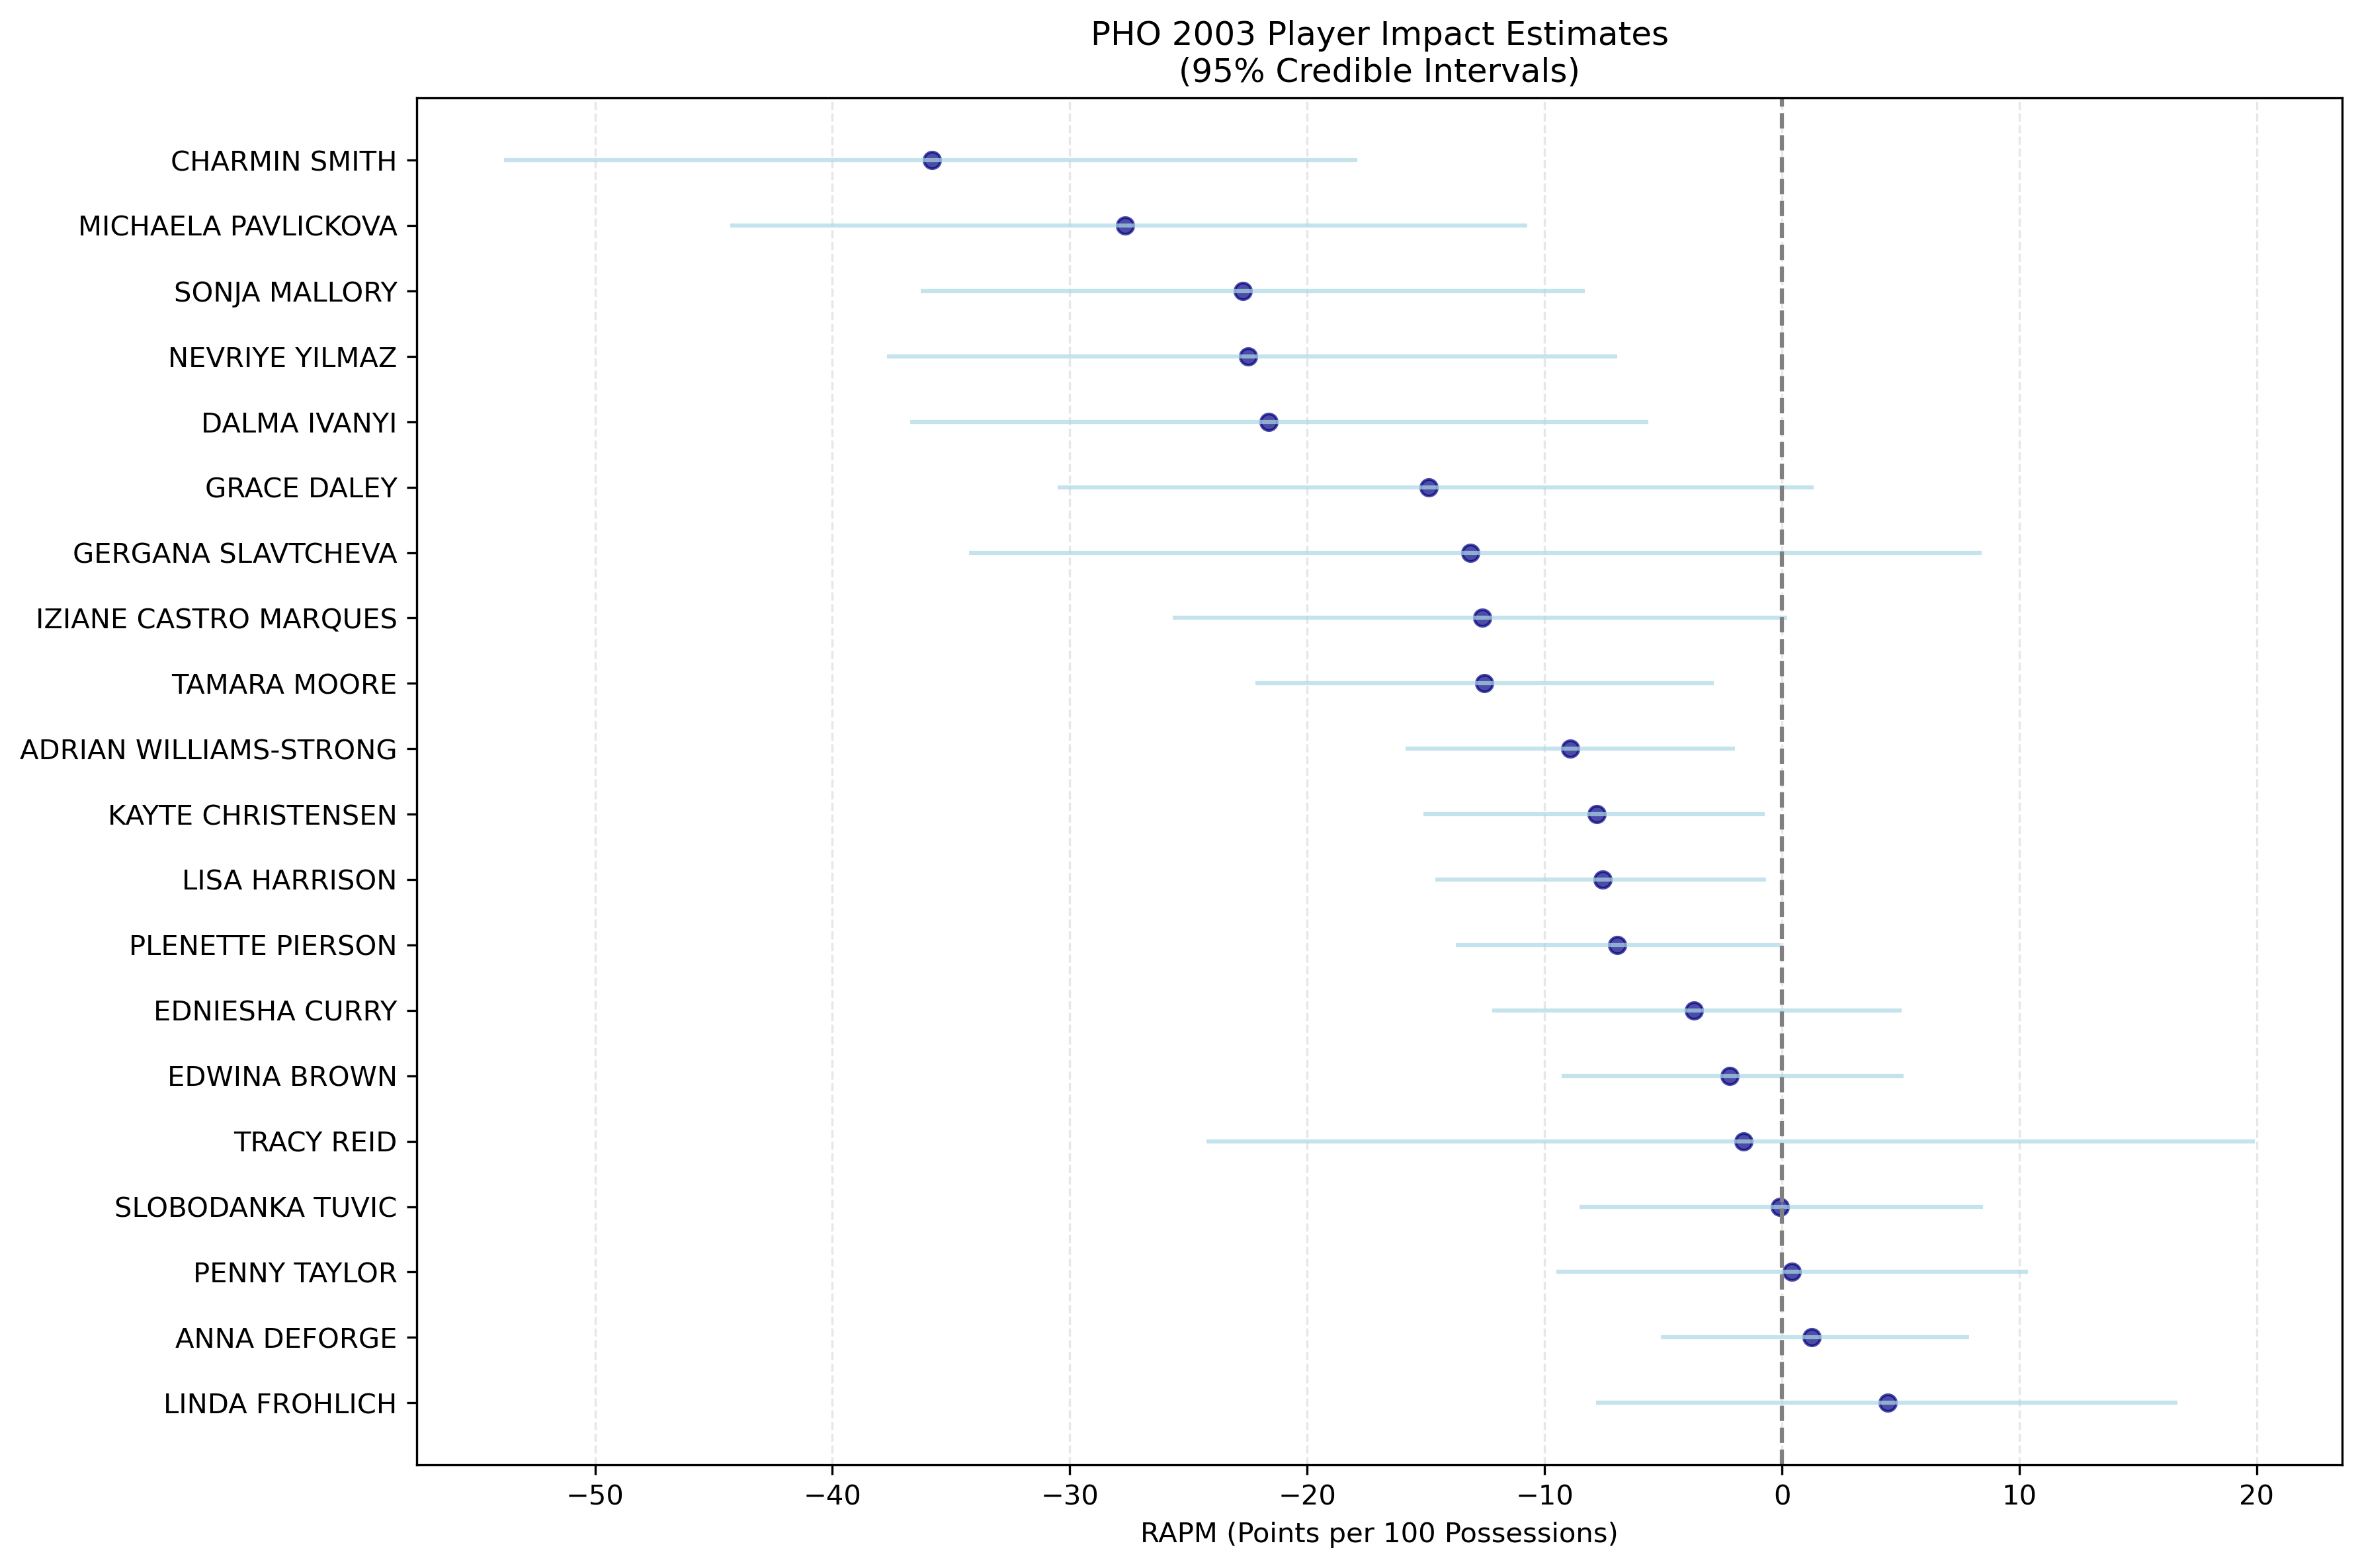 PHO 2003 Player Impact Estimates
(95% Credible Intervals)
CHARMIN SMITH
MICHAELA PAVLICKOVA
SONJA MALLORY
NEVRIYE YILMAZ
DALMA IVANYI
GRACE DALEY
GERGANA SLAVTCHEVA
IZIANE CASTRO MARQUES
TAMARA MOORE
ADRIAN WILLIAMS-STRONG
KAYTE CHRISTENSEN
LISA HARRISON
PLENETTE PIERSON
EDNIESHA CURRY
EDWINA BROWN
TRACY REID
SLOBODANKA TUVIC
PENNY TAYLOR
ANNA DEFORGE
LINDA FROHLICH
−50 −40 −30 −20 −10 0 10 20
RAPM (Points per 100 Possessions)